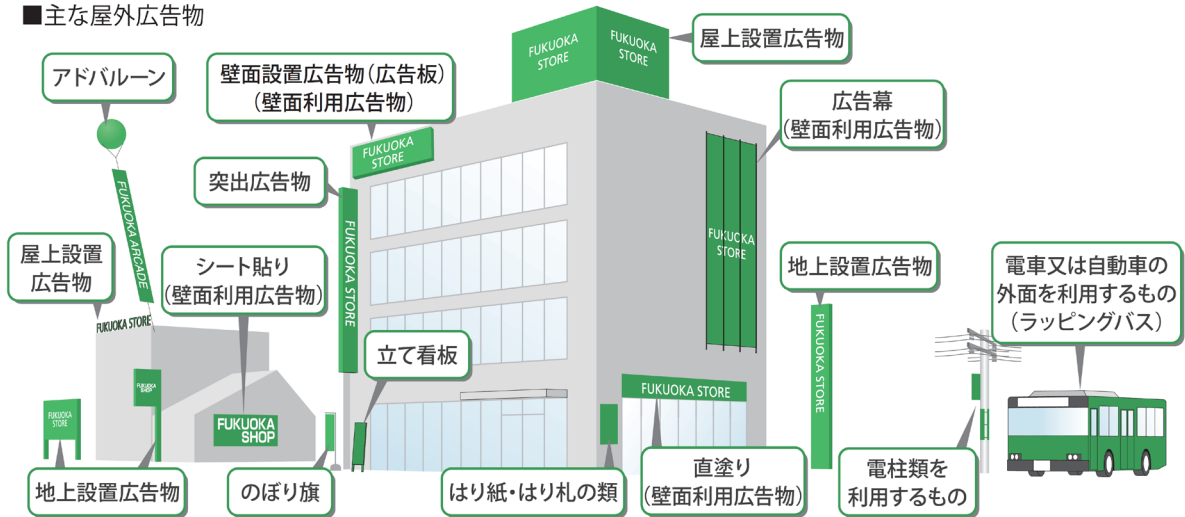 ■主な屋外広告物
アドバルーン
壁面設置広告物（広告板）
（壁面利用広告物）
FUKUOKA
STORE
FUKUOKA
STORE
屋上設置広告物
広告幕
（壁面利用広告物）
FUKUOKA
STORE
突出広告物
FUKUOKA ARCADE
FUKUOKA STORE
FUKUOKA
STORE
屋上設置
広告物
シート貼り
（壁面利用広告物）
地上設置広告物
電車又は自動車の
外面を利用するもの
（ラッピングバス）
FUKUOKA STORE
FUKUOKA STORE
立て看板
FUKUOKA
SHOP
FUKUOKA STORE
FUKUOKA
STORE
FUKUOKA
SHOP
地上設置広告物
のぼり旗
はり紙・はり札の類
直塗り
（壁面利用広告物）
電柱類を
利用するもの